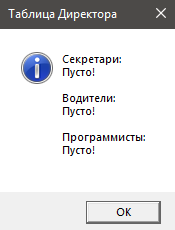 Таблица Директора
Секретари:
Пусто!
Водители:
Пусто!
Программисты:
Пусто!
OK